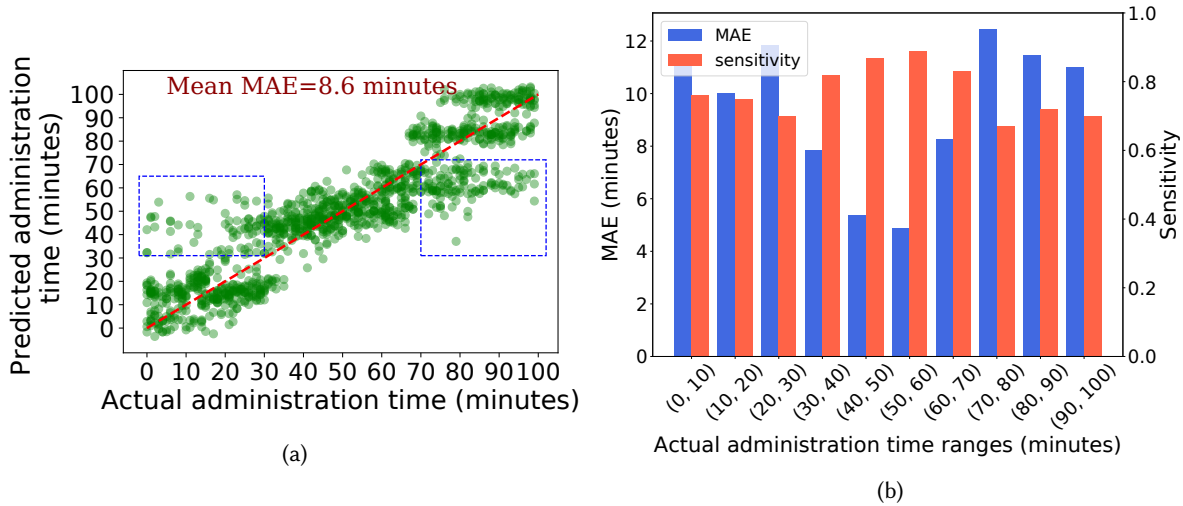 Mean MAE=8.6 minutes
100
90
80
70
60
50
40
30
20
10
0
Predicted administration
time (minutes)
0 10 20 30 40 50 60 70 80 90 100
Actual administration time (minutes)
(a)
MAE
sensitivity
12
10
8
6
4
2
0
MAE (minutes)
1.0
0.8
0.6
0.4
0.2
0.0
Sensitivity
(0, 10)
(10, 20)
(20, 30)
(30, 40)
(40, 50)
(50, 60)
(60, 70)
(70, 80)
(80, 90)
(90, 100)
Actual administration time ranges (minutes)
(b)